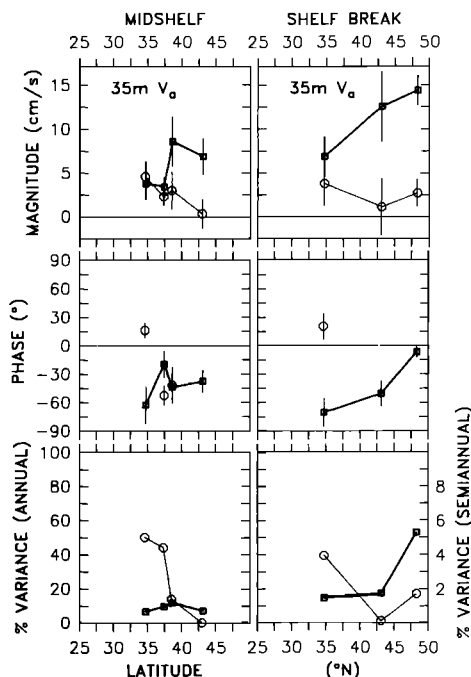 MIDSHELF SHELF BREAK
25 30 35 40 45 25 30 35 40 45 50
35m Va 35m Va
MAGNITUDE (cm/s)
15
10
5
0
PHASE (°)
90
60
30
0
-30
-60
-90
% VARIANCE (ANNUAL)
100
80
60
40
20
0
% VARIANCE (SEMIANNUAL)
8
6
4
2
25 30 35 40 45 25 30 35 40 45 50
LATITUDE (°N)